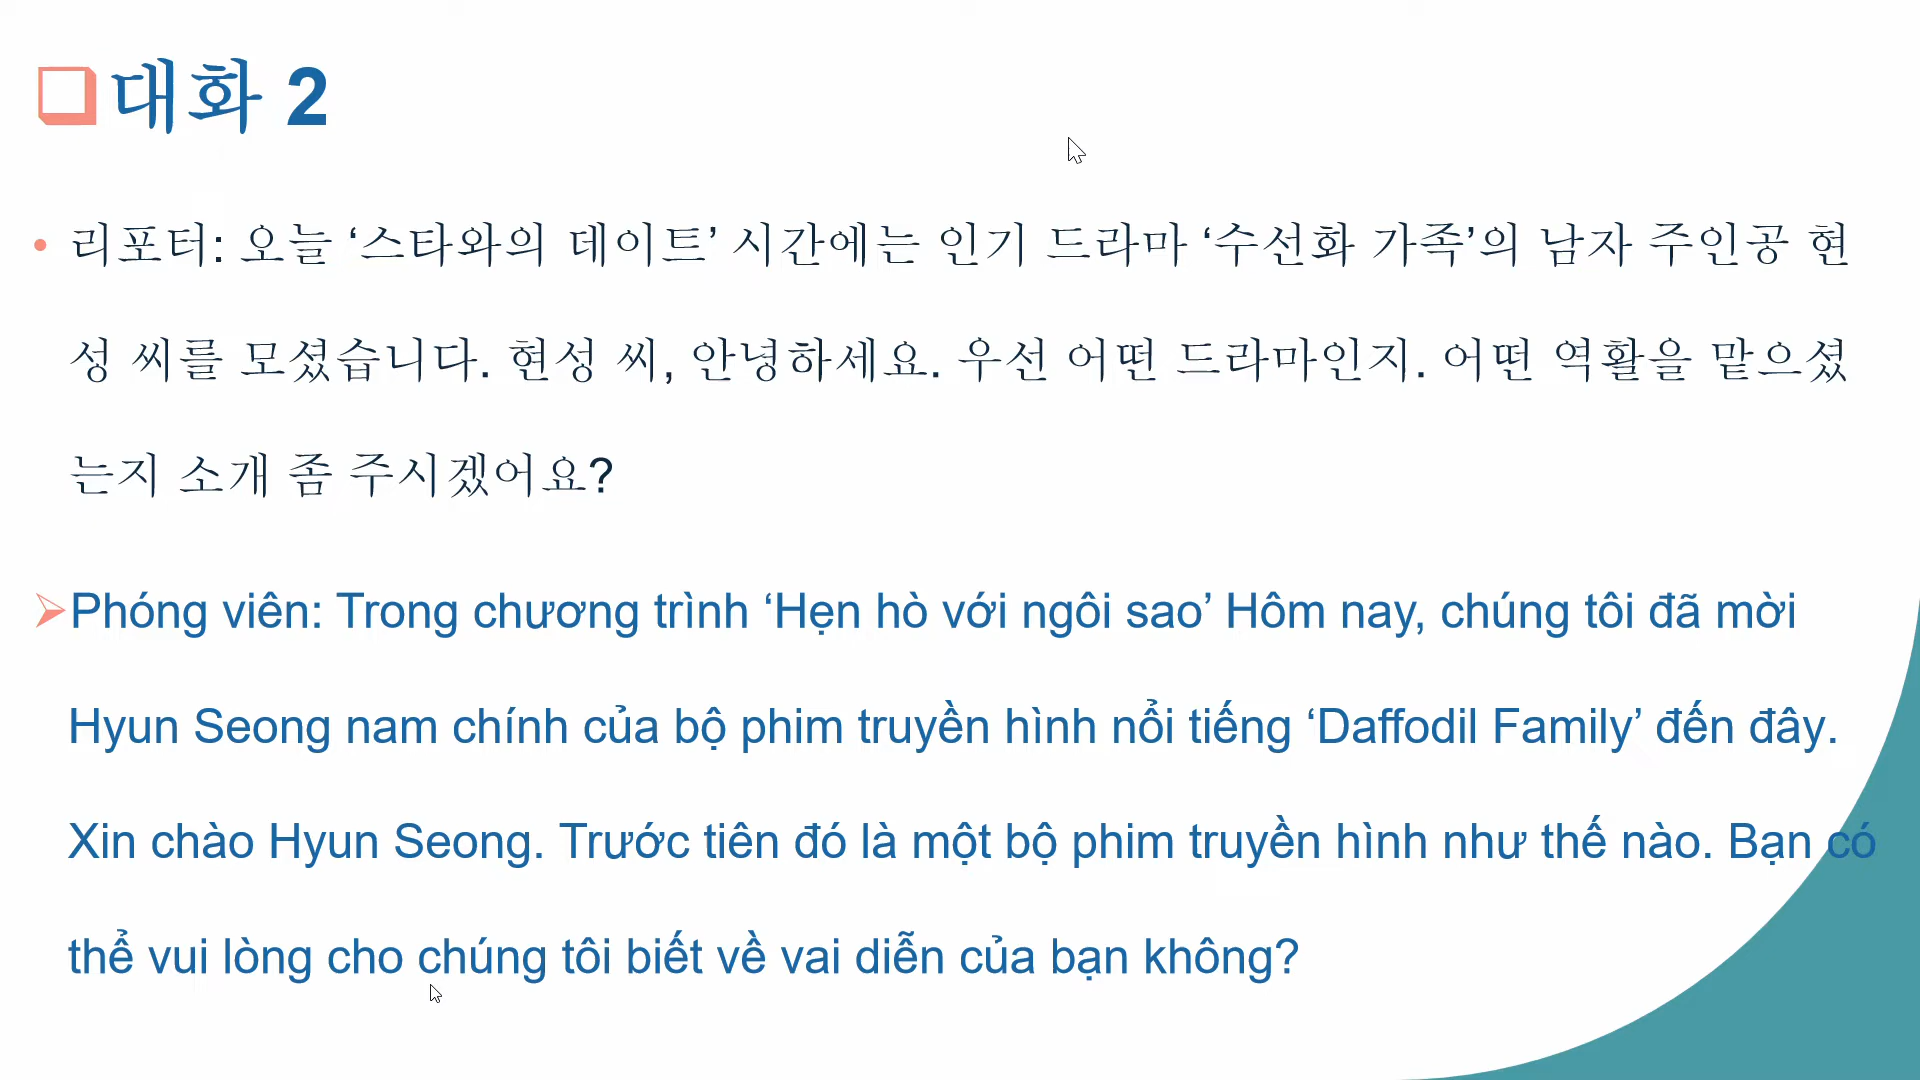 대화 2
리포터: 오늘 ‘스타와의 데이트’ 시간에는 인기 드라마 ‘수선화 가족’의 남자 주인공 현
성 씨를 모셨습니다. 현성 씨, 안녕하세요. 우선 어떤 드라마인지. 어떤 역활을 맡으셨
는지 소개 좀 주시겠어요?
Phóng viên: Trong chương trình ‘Hẹn hò với ngôi sao’ Hôm nay, chúng tôi đã mời
Hyun Seong nam chính của bộ phim truyền hình nổi tiếng ‘Daffodil Family’ đến đây.
Xin chào Hyun Seong. Trước tiên đó là một bộ phim truyền hình như thế nào. Bạn có
thể vui lòng cho chúng tôi biết về vai diễn của bạn không?